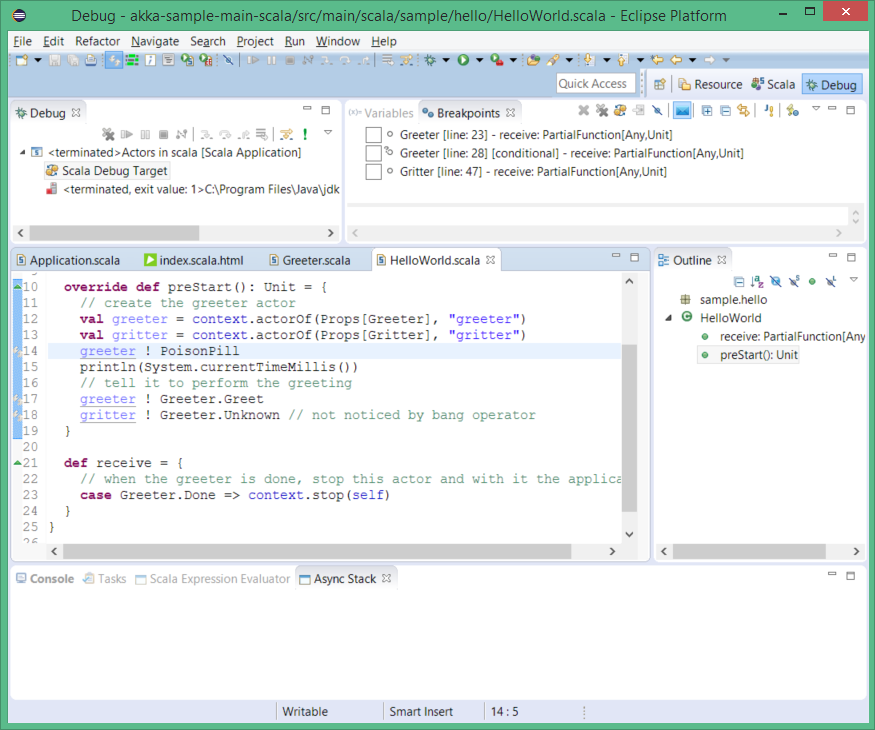 Debug - akka-sample-main-scala/src/main/scala/sample/hello/HelloWorld.scala - Eclipse Platform
File Edit Refactor Navigate Search Project Run Window Help
Quick Access Resource Scala Debug
Debug
<terminated>Actors in scala [Scala Application]
Scala Debug Target
<terminated, exit value: 1>C:\Program Files\Java\jdk
(x)= Variables Breakpoints
Greeter [line: 23] - receive: PartialFunction[Any,Unit]
Greeter [line: 28] [conditional] - receive: PartialFunction[Any,Unit]
Gritter [line: 47] - receive: PartialFunction[Any,Unit]
Application.scala index.scala.html Greeter.scala HelloWorld.scala
10 override def preStart(): Unit = {
11 // create the greeter actor
12 val greeter = context.actorOf(Props[Greeter], "greeter")
13 val gritter = context.actorOf(Props[Gritter], "gritter")
14 greeter ! PoisonPill
15 println(System.currentTimeMillis())
16 // tell it to perform the greeting
17 greeter ! Greeter.Greet
18 gritter ! Greeter.Unknown // not noticed by bang operator
19 }
20
21 def receive = {
22 // when the greeter is done, stop this actor and with it the applica
23 case Greeter.Done => context.stop(self)
24 }
25 }
26
Outline
sample.hello
HelloWorld
receive: PartialFunction[Any
preStart(): Unit
Console Tasks Scala Expression Evaluator Async Stack
Writable Smart Insert 14 : 5